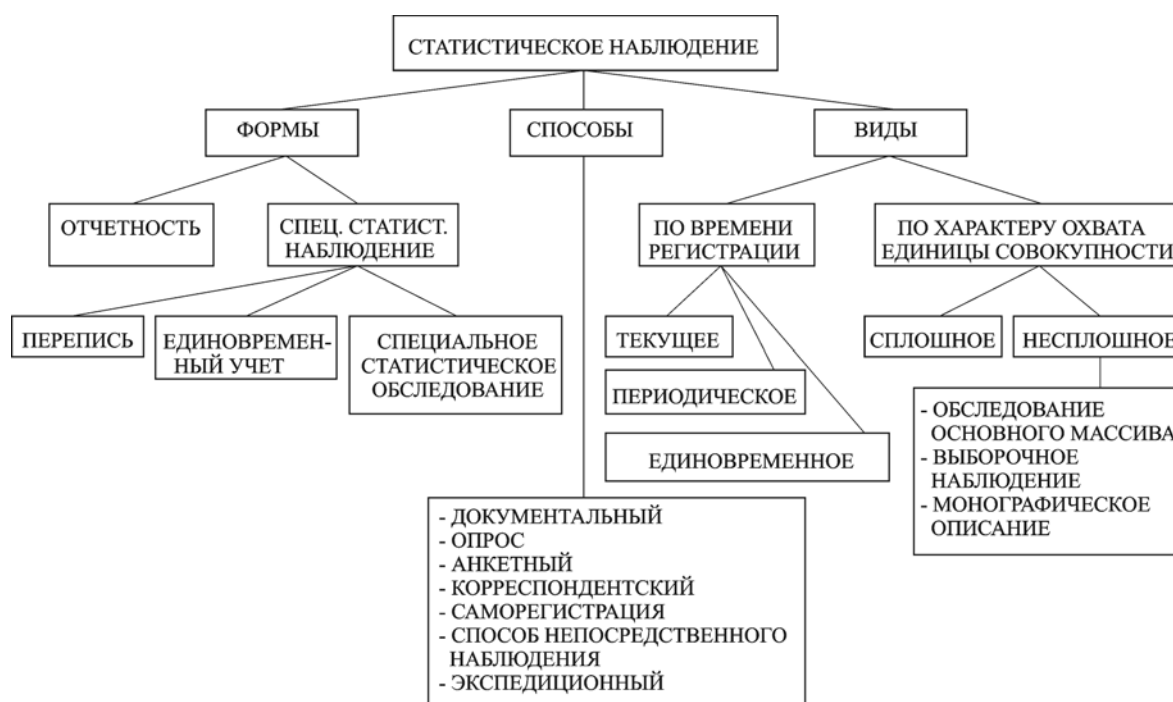 СТАТИСТИЧЕСКОЕ НАБЛЮДЕНИЕ
ФОРМЫ
СПОСОБЫ
ВИДЫ
ОТЧЕТНОСТЬ
СПЕЦ. СТАТИСТ.
НАБЛЮДЕНИЕ
ПО ВРЕМЕНИ
РЕГИСТРАЦИИ
ПО ХАРАКТЕРУ ОХВАТА
ЕДИНИЦЫ СОВОКУПНОСТИ
ПЕРЕПИСЬ
ЕДИНОВРЕМЕН-
НЫЙ УЧЕТ
СПЕЦИАЛЬНОЕ
СТАТИСТИЧЕСКОЕ
ОБСЛЕДОВАНИЕ
ТЕКУЩЕЕ
ПЕРИОДИЧЕСКОЕ
ЕДИНОВРЕМЕННОЕ
СПЛОШНОЕ
НЕСПЛОШНОЕ
- ОБСЛЕДОВАНИЕ
ОСНОВНОГО МАССИВА
- ВЫБОРОЧНОЕ
НАБЛЮДЕНИЕ
- МОНОГРАФИЧЕСКОЕ
ОПИСАНИЕ
- ДОКУМЕНТАЛЬНЫЙ
- ОПРОС
- АНКЕТНЫЙ
- КОРРЕСПОНДЕНТСКИЙ
- САМОРЕГИСТРАЦИЯ
- СПОСОБ НЕПОСРЕДСТВЕННОГО
НАБЛЮДЕНИЯ
- ЭКСПЕДИЦИОННЫЙ